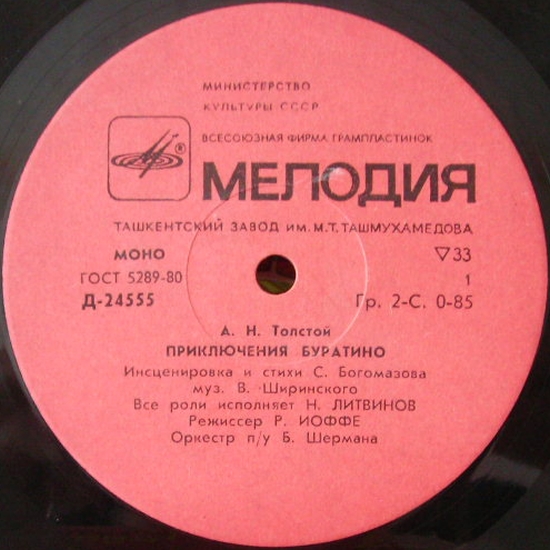 МИНИСТЕРСТВО
КУЛЬТУРЫ СССР
ВСЕСОЮЗНАЯ ФИРМА ГРАМПЛАСТИНОК
®
МЕЛОДИЯ
ТАШКЕНТСКИЙ ЗАВОД ИМ. М. Т. ТАШМУХАМЕДОВА
МОНО ▽33
ГОСТ 5289-80 1
Д-24555 Гр. 2-С. 0-85
А. Н. Толстой
ПРИКЛЮЧЕНИЯ БУРАТИНО
Инсценировка и стихи С. Богомазова
муз. В. Ширинского
Все роли исполняет Н. ЛИТВИНОВ
Режиссер Р. ИОФФЕ
Оркестр п/у Б. Шермана